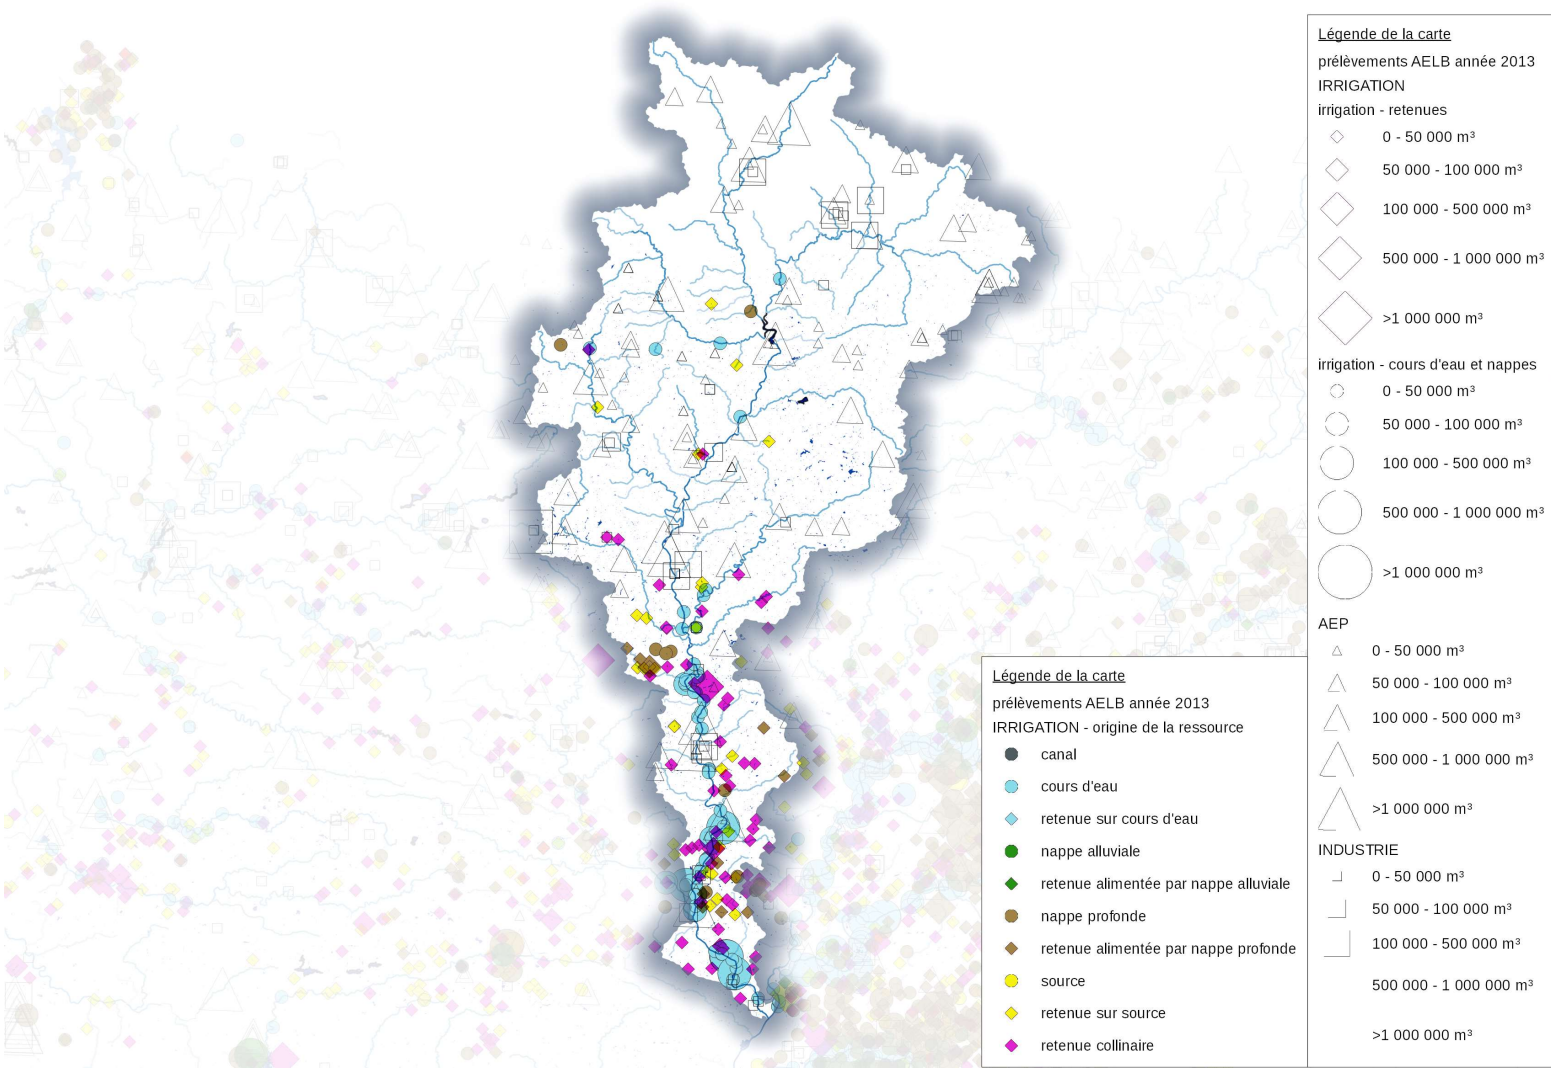 Légende de la carte
prélèvements AELB année 2013
IRRIGATION
irrigation - retenues
0 - 50 000 m³
50 000 - 100 000 m³
100 000 - 500 000 m³
500 000 - 1 000 000 m³
>1 000 000 m³
irrigation - cours d'eau et nappes
0 - 50 000 m³
50 000 - 100 000 m³
100 000 - 500 000 m³
500 000 - 1 000 000 m³
>1 000 000 m³
AEP
0 - 50 000 m³
50 000 - 100 000 m³
100 000 - 500 000 m³
500 000 - 1 000 000 m³
>1 000 000 m³
INDUSTRIE
0 - 50 000 m³
50 000 - 100 000 m³
100 000 - 500 000 m³
500 000 - 1 000 000 m³
>1 000 000 m³
Légende de la carte
prélèvements AELB année 2013
IRRIGATION - origine de la ressource
canal
cours d'eau
retenue sur cours d'eau
nappe alluviale
retenue alimentée par nappe alluviale
nappe profonde
retenue alimentée par nappe profonde
source
retenue sur source
retenue collinaire